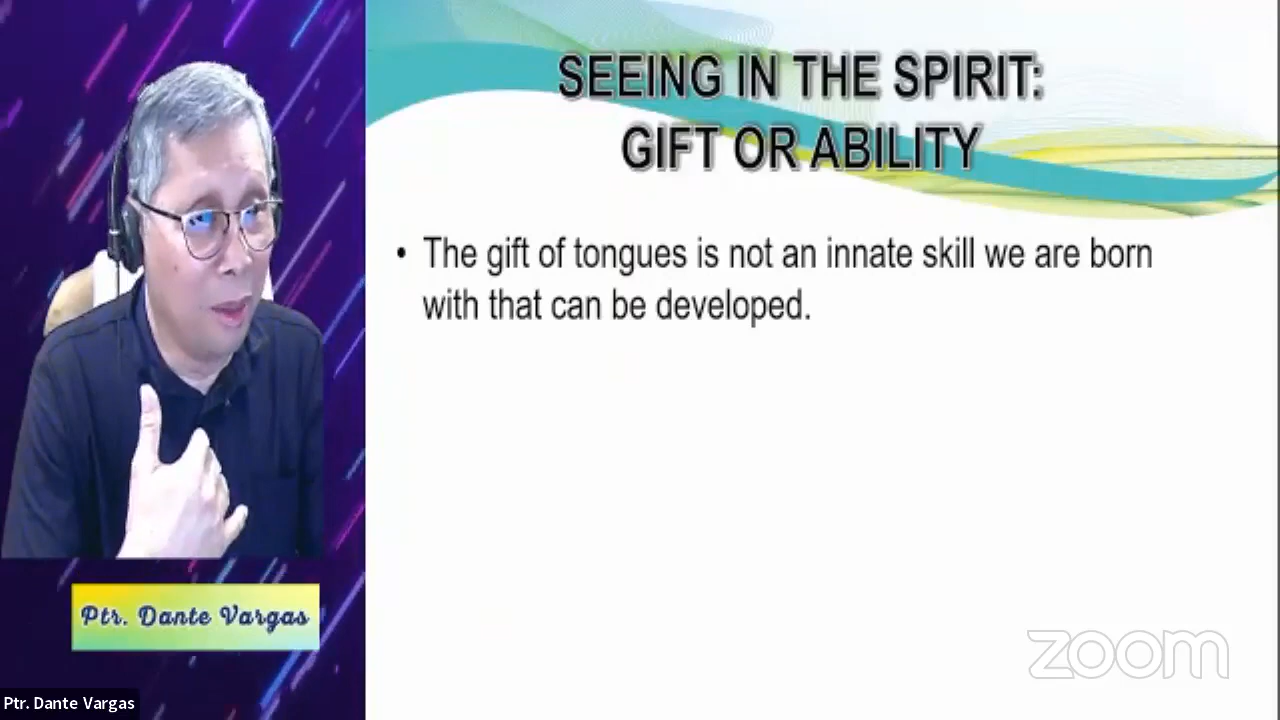 SEEING IN THE SPIRIT:
GIFT OR ABILITY
• The gift of tongues is not an innate skill we are born
with that can be developed.
Ptr. Dante Vargas
zoom
Ptr. Dante Vargas